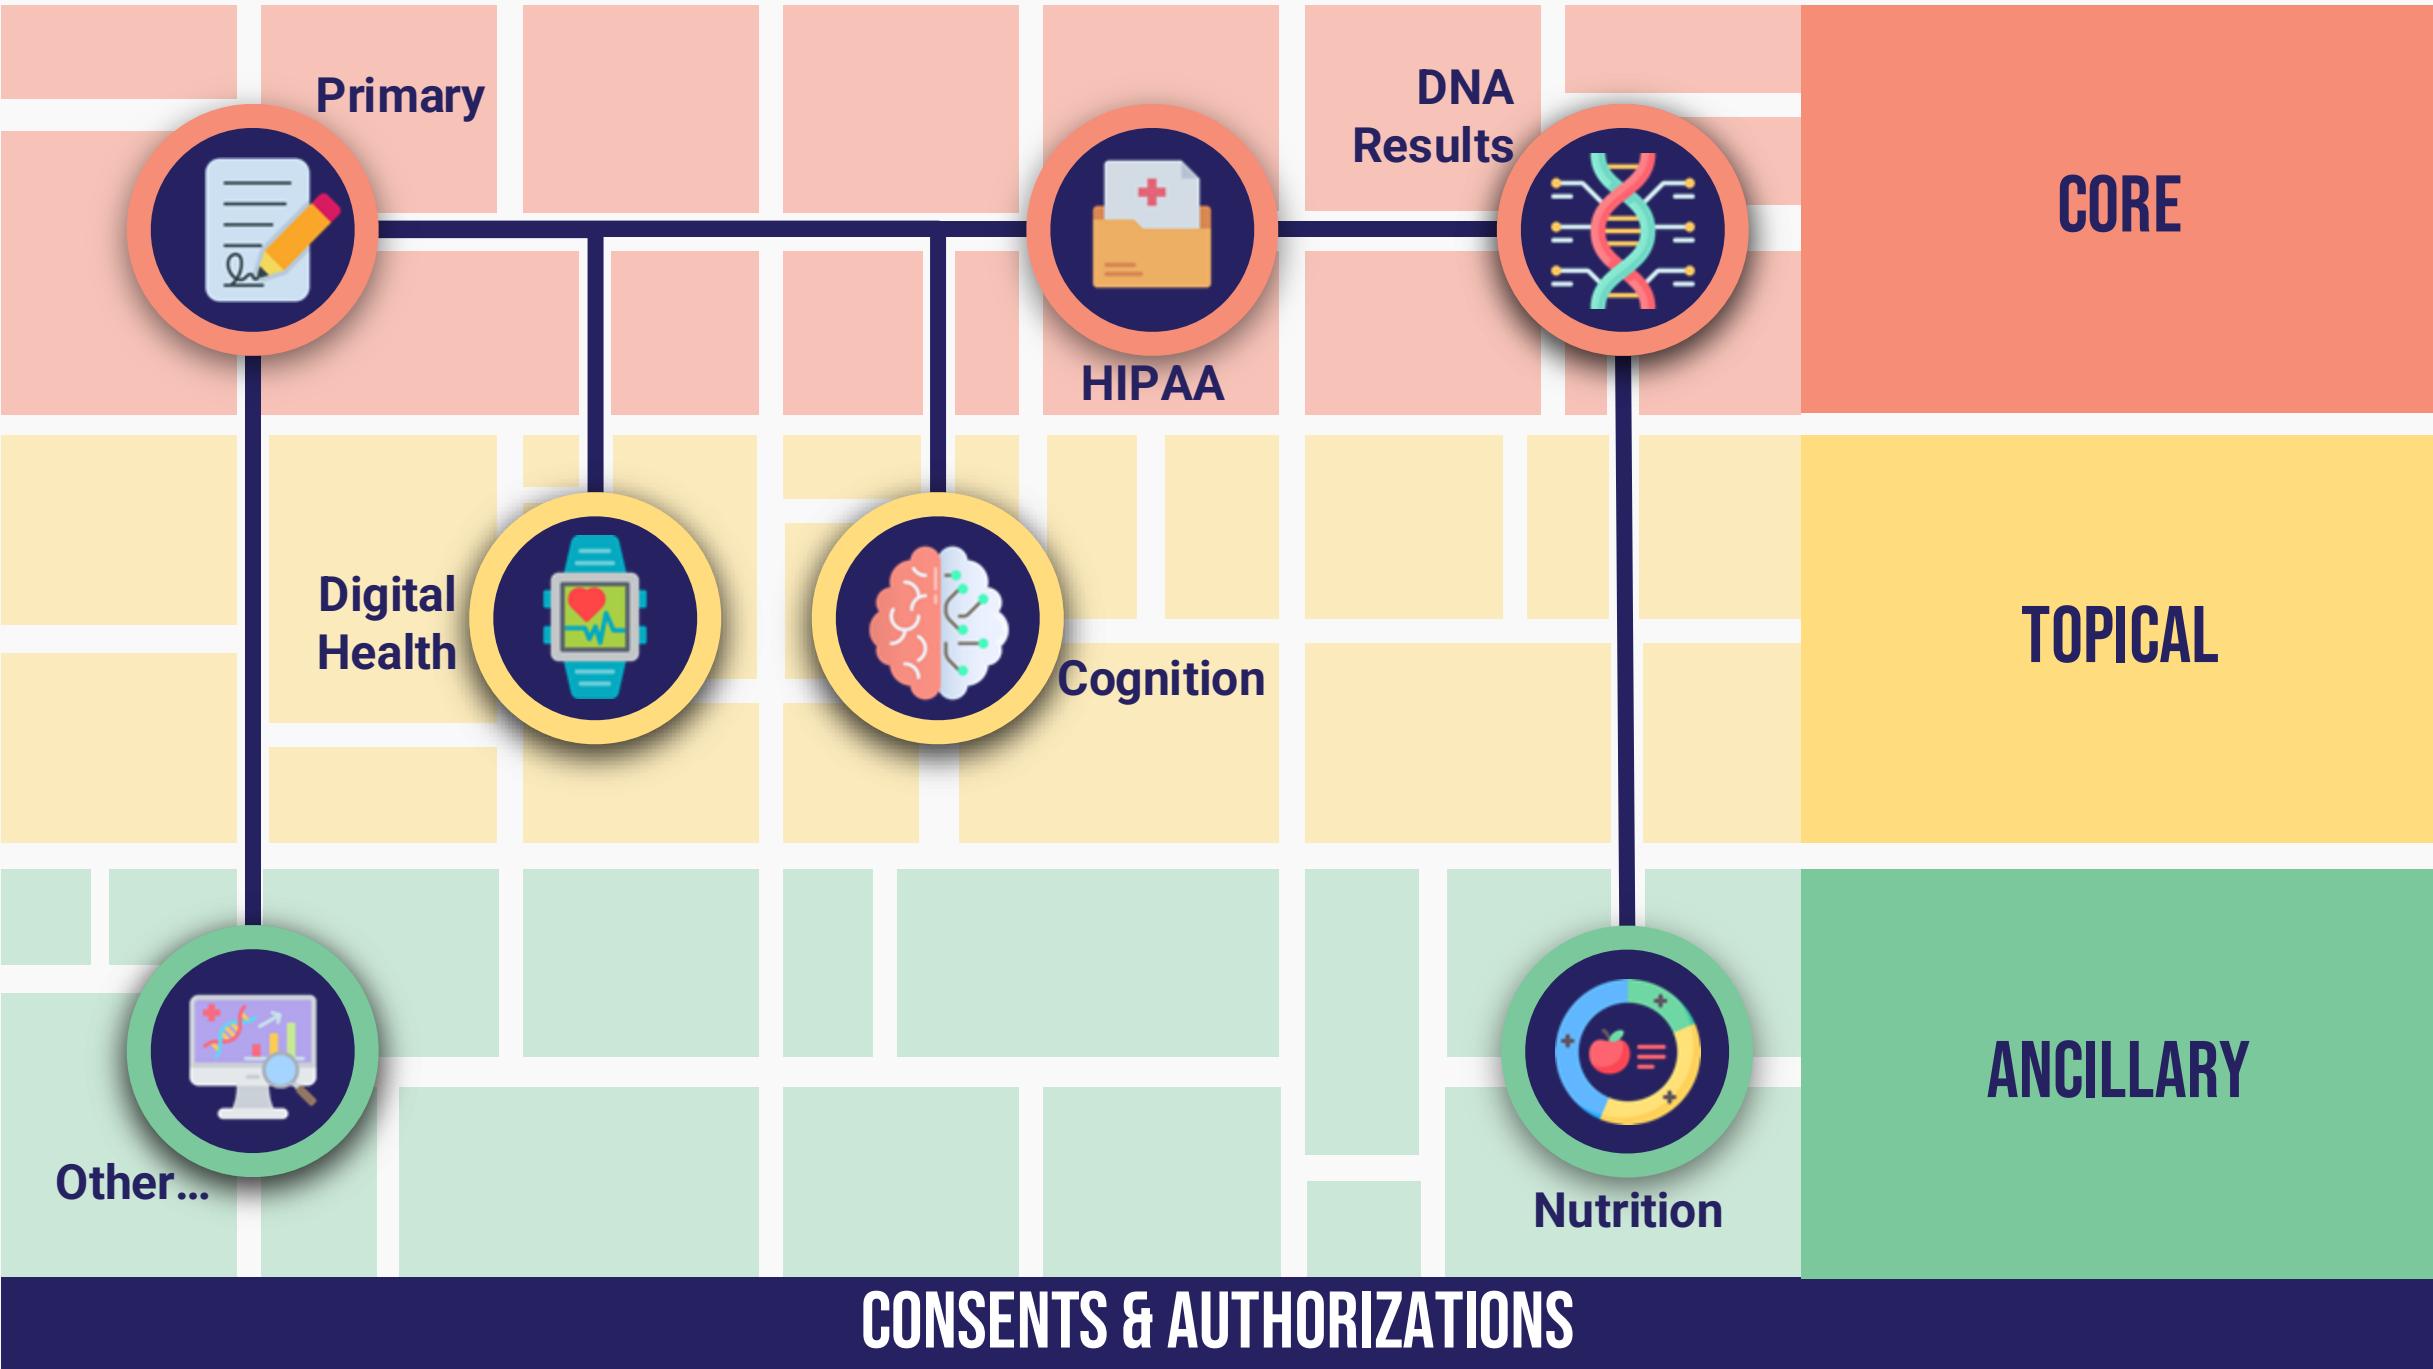 Primary
DNA
Results
CORE
HIPAA
Digital
Health
Cognition
TOPICAL
ANCILLARY
Other...
Nutrition
CONSENTS & AUTHORIZATIONS